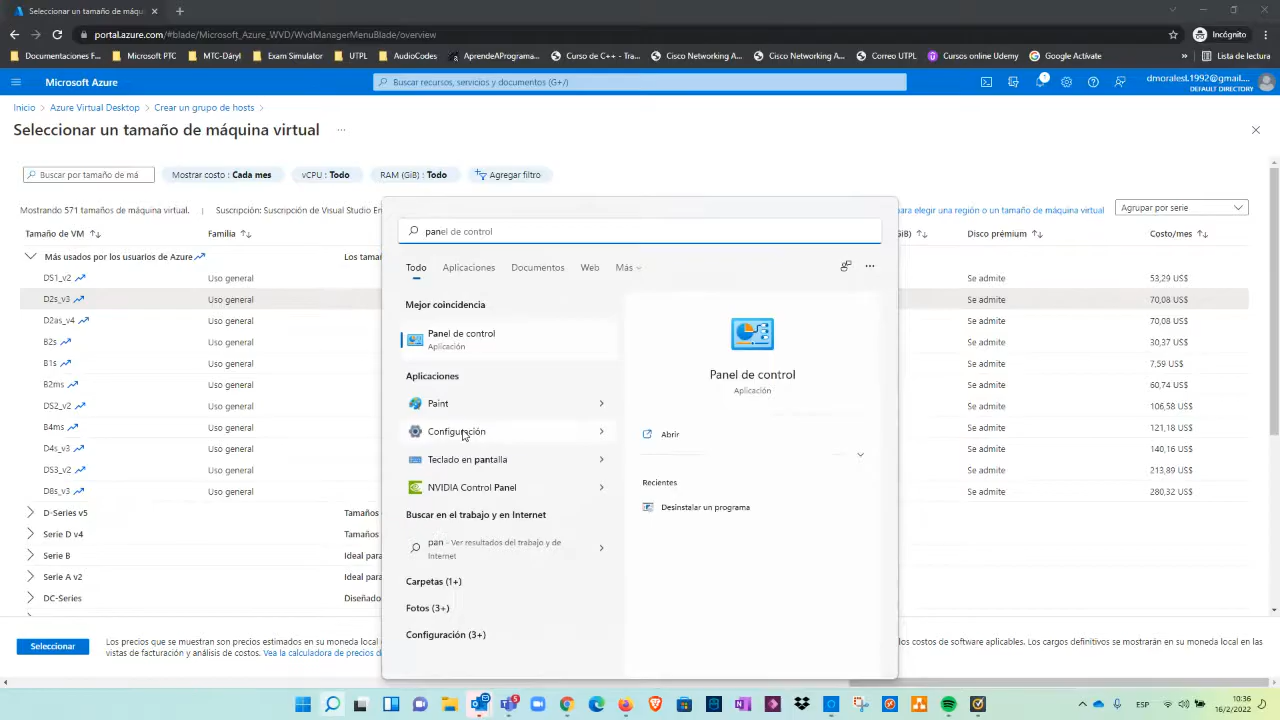 Seleccionar un tamaño de máqui
portal.azure.com/#blade/Microsoft_Azure_WVD/WvdManagerMenuBlade/overview
Incógnito
Documentaciones F...
Microsoft PTC
MTC-DARYL
Exam Simulator
UTPL
AudioCodes
AprendeAPrograma...
Curso de C++ - Tra...
Cisco Networking A...
Cisco Networking A...
Correo UTPL
Cursos online Udemy
Google Actívate
»
Lista de lectura
Microsoft Azure
Buscar recursos, servicios y documentos (G+/)
1
dmoralest.1992@gmail....
DEFAULT DIRECTORY
Inicio > Azure Virtual Desktop > Crear un grupo de hosts >
Seleccionar un tamaño de máquina virtual ...
Buscar por tamaño de má
Mostrar costo : Cada mes
vCPU : Todo
RAM (GiB) : Todo
Agregar filtro
Mostrando 571 tamaños de máquina virtual. | Suscripción: Suscripción de Visual Studio En
para elegir una región o un tamaño de máquina virtual
Agrupar por serie
Tamaño de VM ↑↓ Familia ↑↓ GiB) ↑↓ Disco prémium ↑↓ Costo/mes ↑↓
Más usados por los usuarios de Azure Los tama
DS1_v2 Uso general Se admite 53,29 US$
D2s_v3 Uso general Se admite 70,08 US$
D2as_v4 Uso general Se admite 70,08 US$
B2s Uso general Se admite 30,37 US$
B1s Uso general Se admite 7,59 US$
B2ms Uso general Se admite 60,74 US$
DS2_v2 Uso general Se admite 106,58 US$
B4ms Uso general Se admite 121,18 US$
D4s_v3 Uso general Se admite 140,16 US$
DS3_v2 Uso general Se admite 213,89 US$
D8s_v3 Uso general Se admite 280,32 US$
D-Series v5 Tamaños
Serie D v4 Tamaños
Serie B Ideal para
Serie A v2 Ideal para
DC-Series Diseñado
panel de control
Todo Aplicaciones Documentos Web Más
Mejor coincidencia
Panel de control
Aplicación
Aplicaciones
Paint
Configuración
Teclado en pantalla
NVIDIA Control Panel
Buscar en el trabajo y en Internet
pan - Ver resultados del trabajo y de
Internet
Carpetas (1+)
Fotos (3+)
Configuración (3+)
Panel de control
Aplicación
Abrir
Recientes
Desinstalar un programa
Seleccionar
Los precios que se muestran son precios estimados en su moneda local
los costos de software aplicables. Los cargos definitivos se mostrarán en su moneda local en las
vistas de facturación y análisis de costos. Vea la calculadora de precios de
5
ESP
10:36
16/2/2022